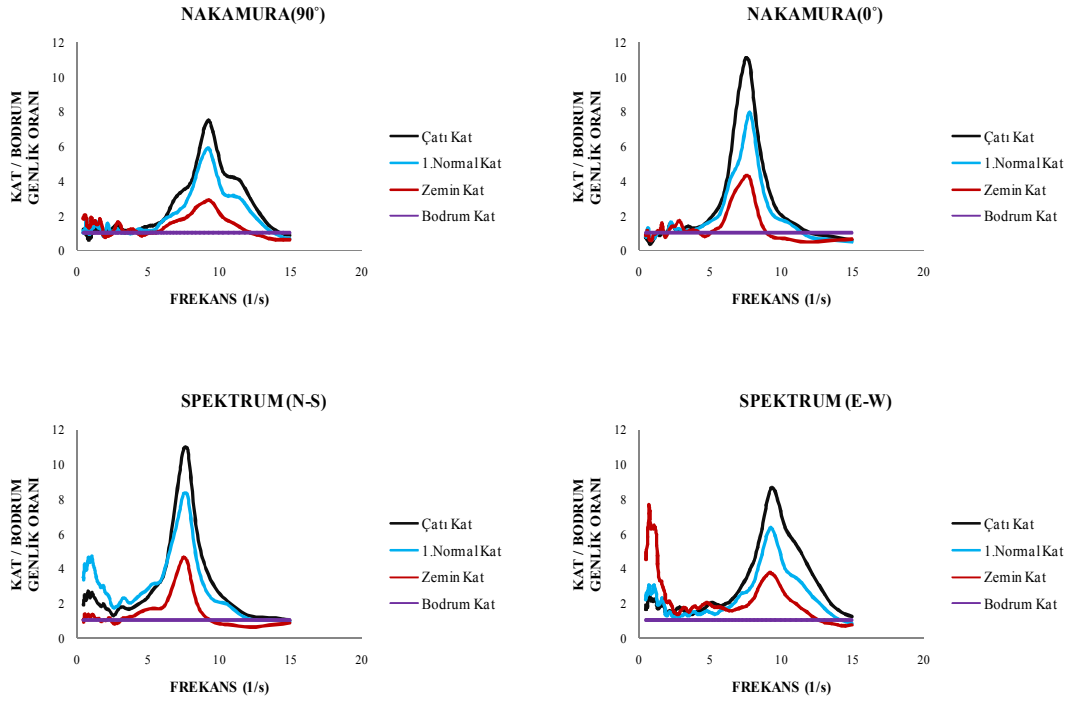 NAKAMURA(90˚)
KAT / BODRUM
GENLİK ORANI
12
10
8
6
4
2
0
0 5 10 15 20
FREKANS (1/s)
Çatı Kat
1.Normal Kat
Zemin Kat
Bodrum Kat
NAKAMURA(0˚)
KAT / BODRUM
GENLİK ORANI
12
10
8
6
4
2
0
0 5 10 15 20
FREKANS (1/s)
Çatı Kat
1.Normal Kat
Zemin Kat
Bodrum Kat
SPEKTRUM (N-S)
KAT / BODRUM
GENLİK ORANI
12
10
8
6
4
2
0
0 5 10 15 20
FREKANS (1/s)
Çatı Kat
1.Normal Kat
Zemin Kat
Bodrum Kat
SPEKTRUM (E-W)
KAT / BODRUM
GENLİK ORANI
12
10
8
6
4
2
0
0 5 10 15 20
FREKANS (1/s)
Çatı Kat
1.Normal Kat
Zemin Kat
Bodrum Kat